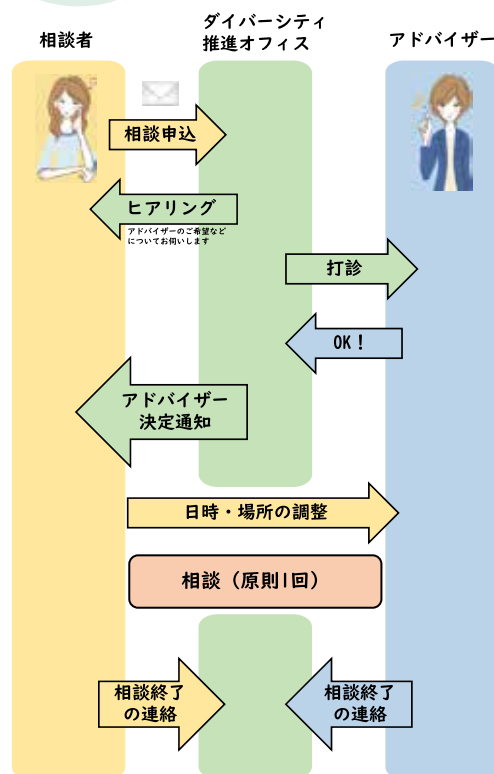 相談者
ダイバーシティ
推進オフィス
アドバイザー
相談申込
ヒアリング
アドバイザーのご希望など
についてお伺いします
打診
OK！
アドバイザー
決定通知
日時・場所の調整
相談（原則1回）
相談終了
の連絡
相談終了
の連絡